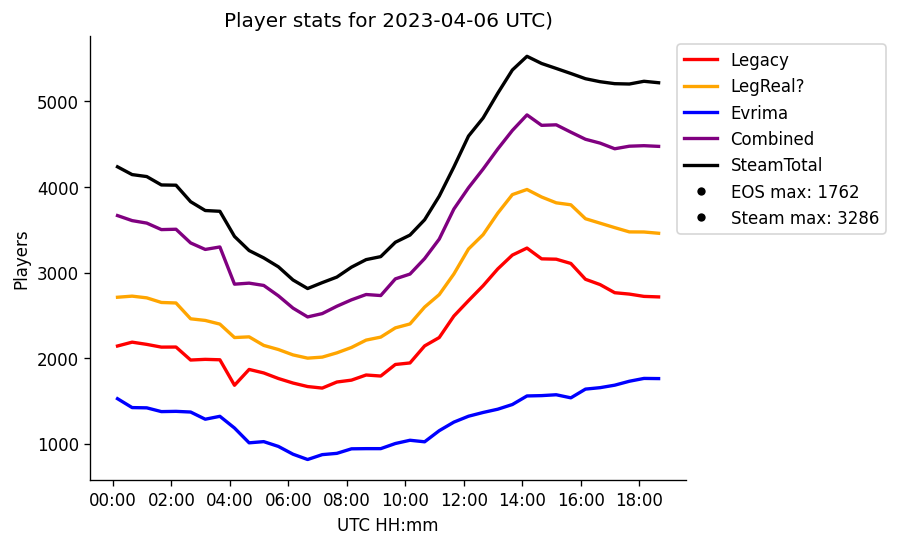 Player stats for 2023-04-06 UTC)
Players
5000
4000
3000
2000
1000
00:00 02:00 04:00 06:00 08:00 10:00 12:00 14:00 16:00 18:00
UTC HH:mm
Legacy
LegReal?
Evrima
Combined
SteamTotal
EOS max: 1762
Steam max: 3286